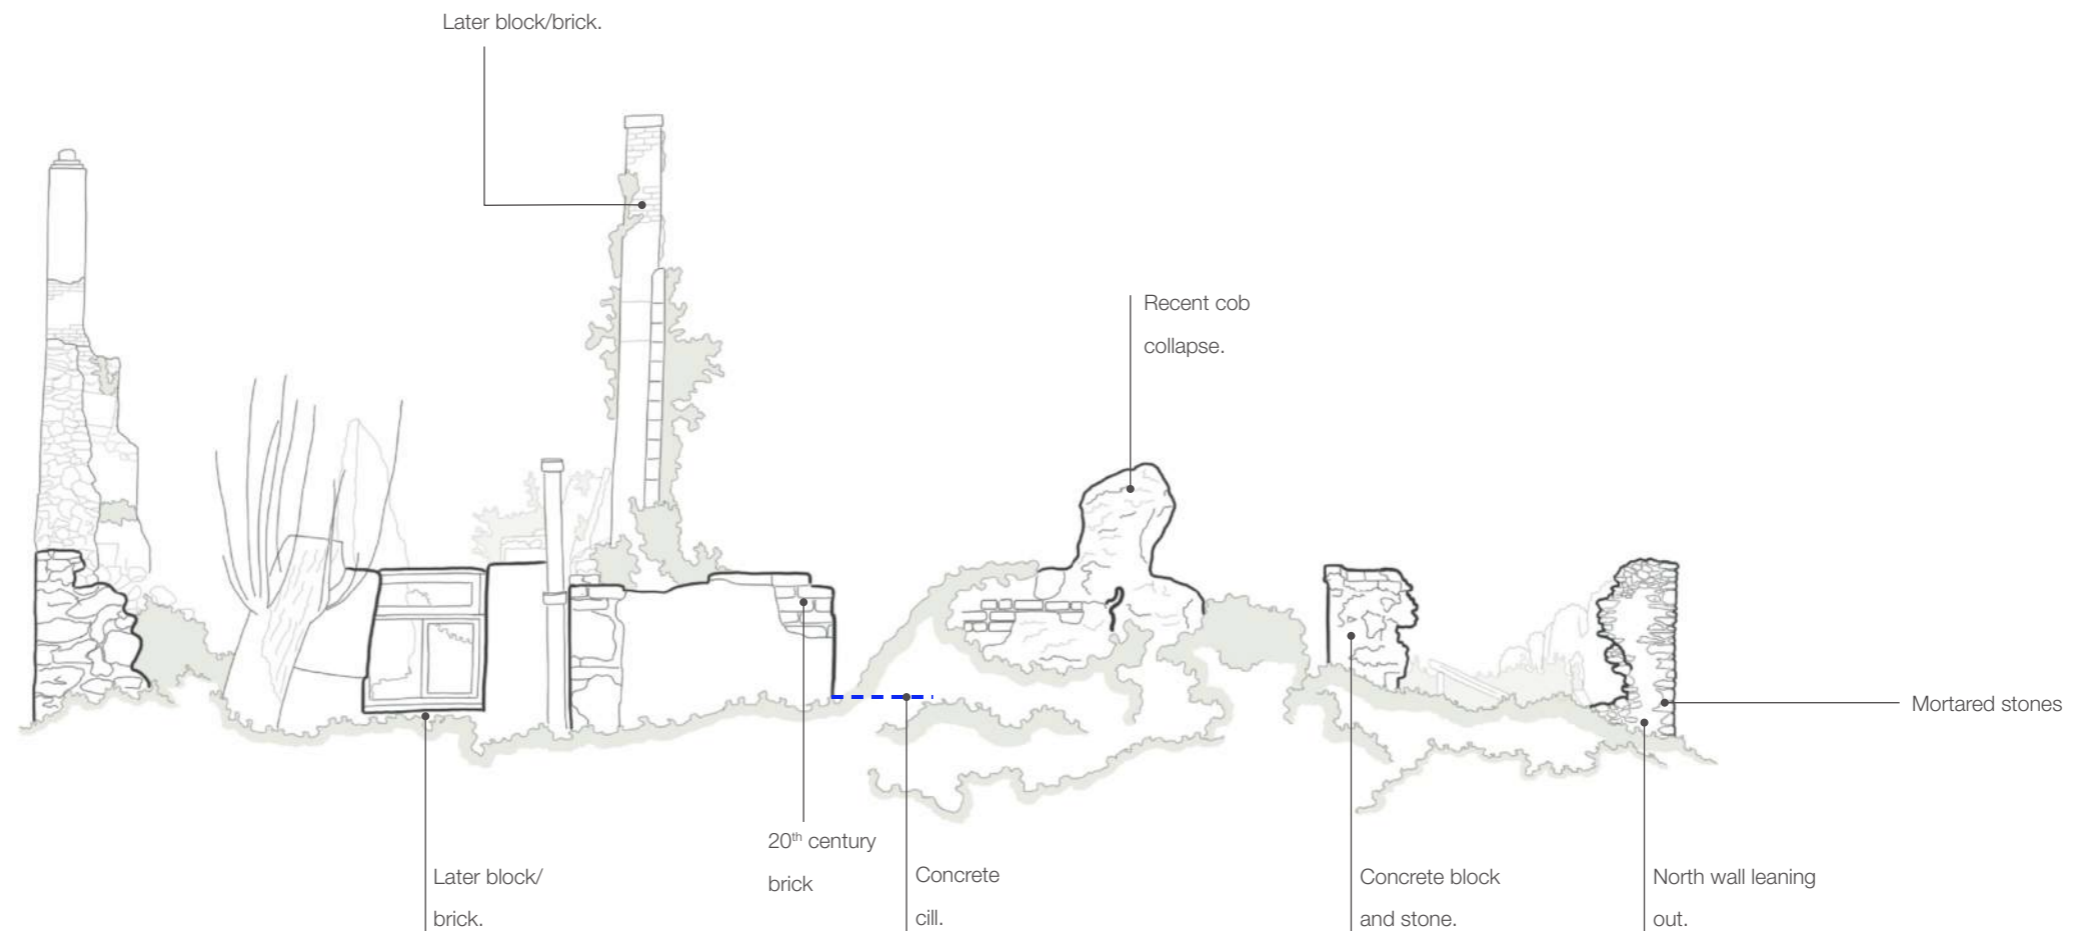 Later block/brick.
Recent cob
collapse.
Mortared stones
20th century
brick
Later block/
brick.
Concrete
cill.
Concrete block
and stone.
North wall leaning
out.